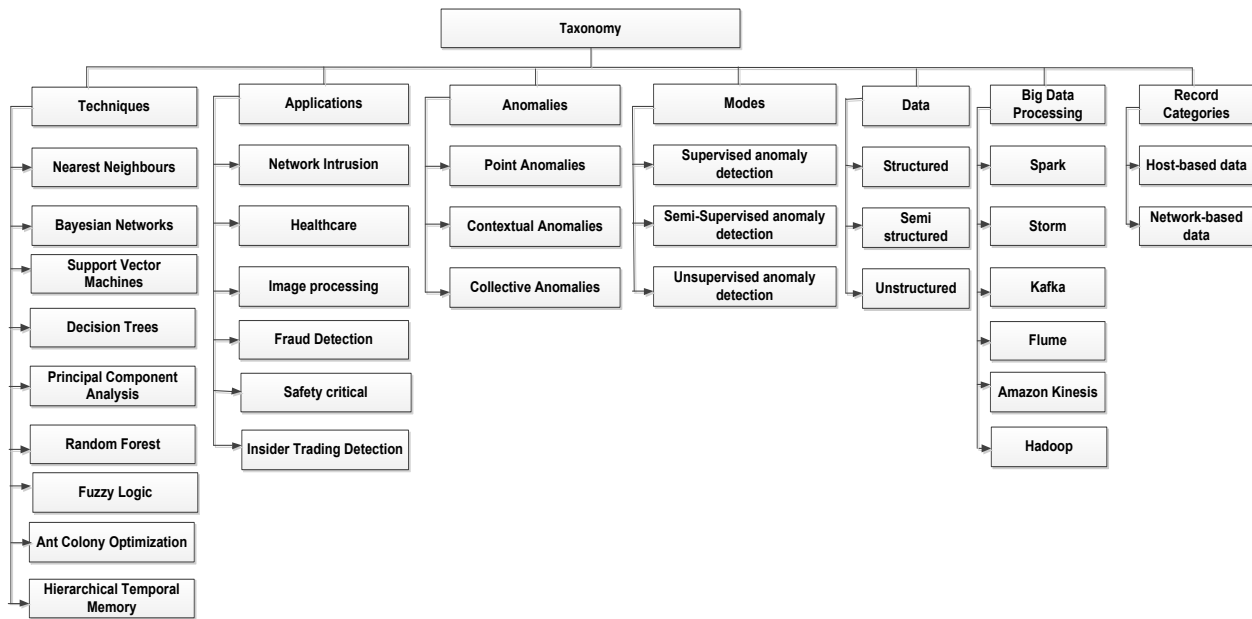 Taxonomy
Techniques
Nearest Neighbours
Bayesian Networks
Support Vector
Machines
Decision Trees
Principal Component
Analysis
Random Forest
Fuzzy Logic
Ant Colony Optimization
Hierarchical Temporal
Memory
Applications
Network Intrusion
Healthcare
Image processing
Fraud Detection
Safety critical
Insider Trading Detection
Anomalies
Point Anomalies
Contextual Anomalies
Collective Anomalies
Modes
Supervised anomaly
detection
Semi-Supervised anomaly
detection
Unsupervised anomaly
detection
Data
Structured
Semi
structured
Unstructured
Big Data
Processing
Spark
Storm
Kafka
Flume
Amazon Kinesis
Hadoop
Record
Categories
Host-based data
Network-based
data